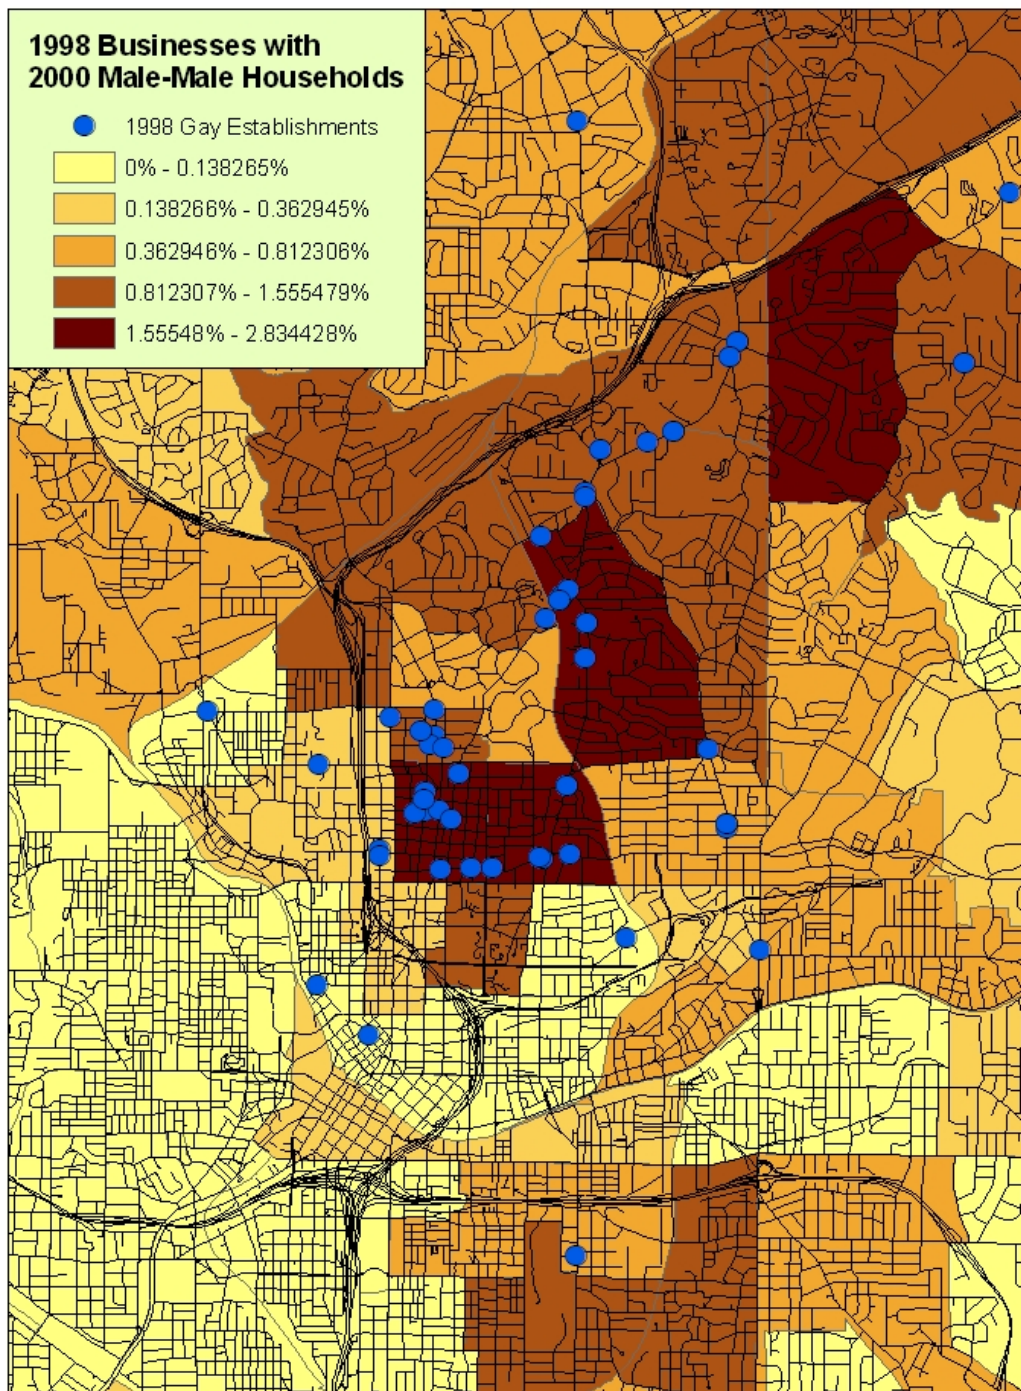 1998 Businesses with
2000 Male-Male Households
1998 Gay Establishments
0% - 0.138265%
0.138266% - 0.362945%
0.362946% - 0.812306%
0.812307% - 1.555479%
1.55548% - 2.834428%